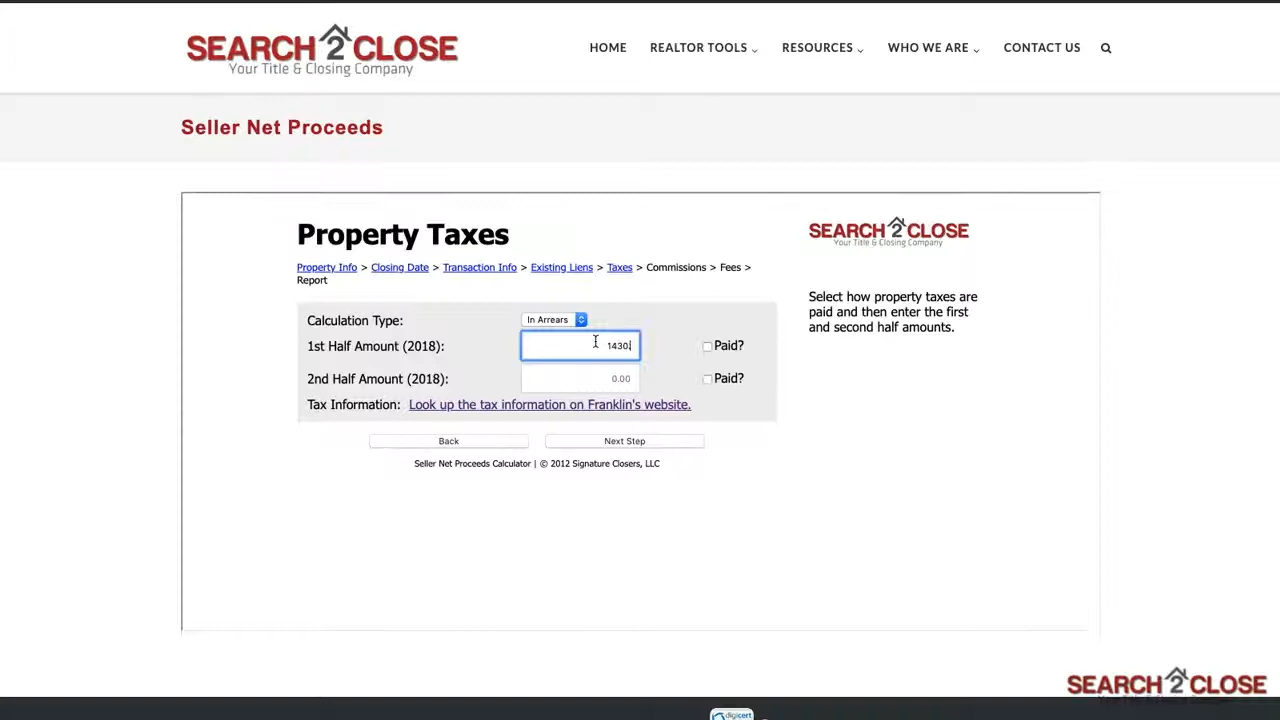 SEARCH 2 CLOSE
Your Title & Closing Company
HOME REALTOR TOOLS RESOURCES WHO WE ARE CONTACT US
Seller Net Proceeds
Property Taxes
Property Info > Closing Date > Transaction Info > Existing Liens > Taxes > Commissions > Fees >
Report
Calculation Type: In Arrears
1st Half Amount (2018): 1430. Paid?
2nd Half Amount (2018): 0.00 Paid?
Tax Information: Look up the tax information on Franklin's website.
Back Next Step
Seller Net Proceeds Calculator | © 2012 Signature Closers, LLC
SEARCH 2 CLOSE
Your Title & Closing Company
Select how property taxes are
paid and then enter the first
and second half amounts.
SEARCH 2 CLOSE
Your Title & Closing Company
digicert